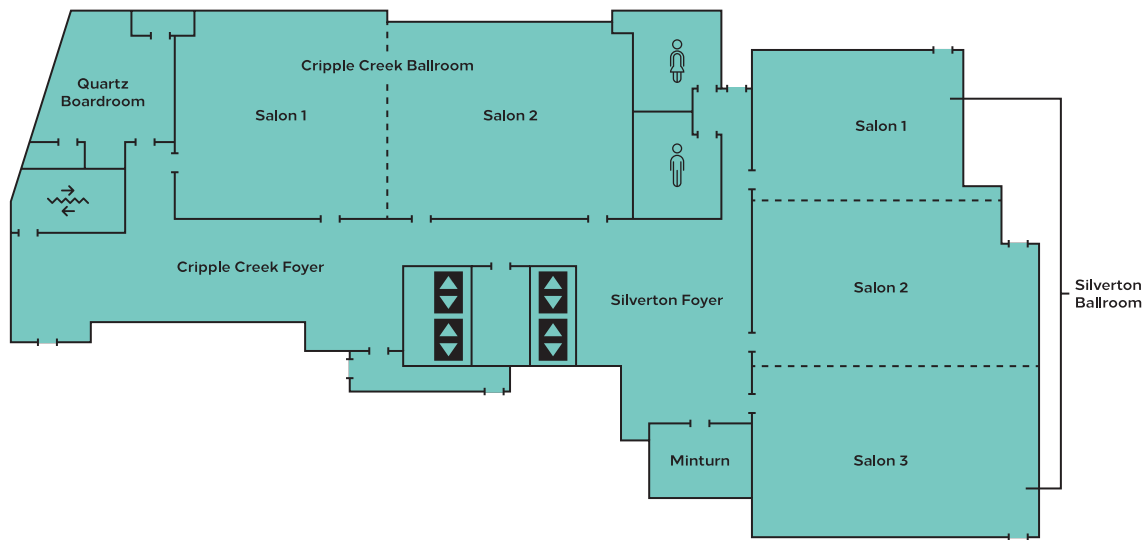 Cripple Creek Ballroom
Quartz
Boardroom
Salon 1
Salon 2
Salon 1
Cripple Creek Foyer
Silverton Foyer
Salon 2
Silverton
Ballroom
Minturn
Salon 3